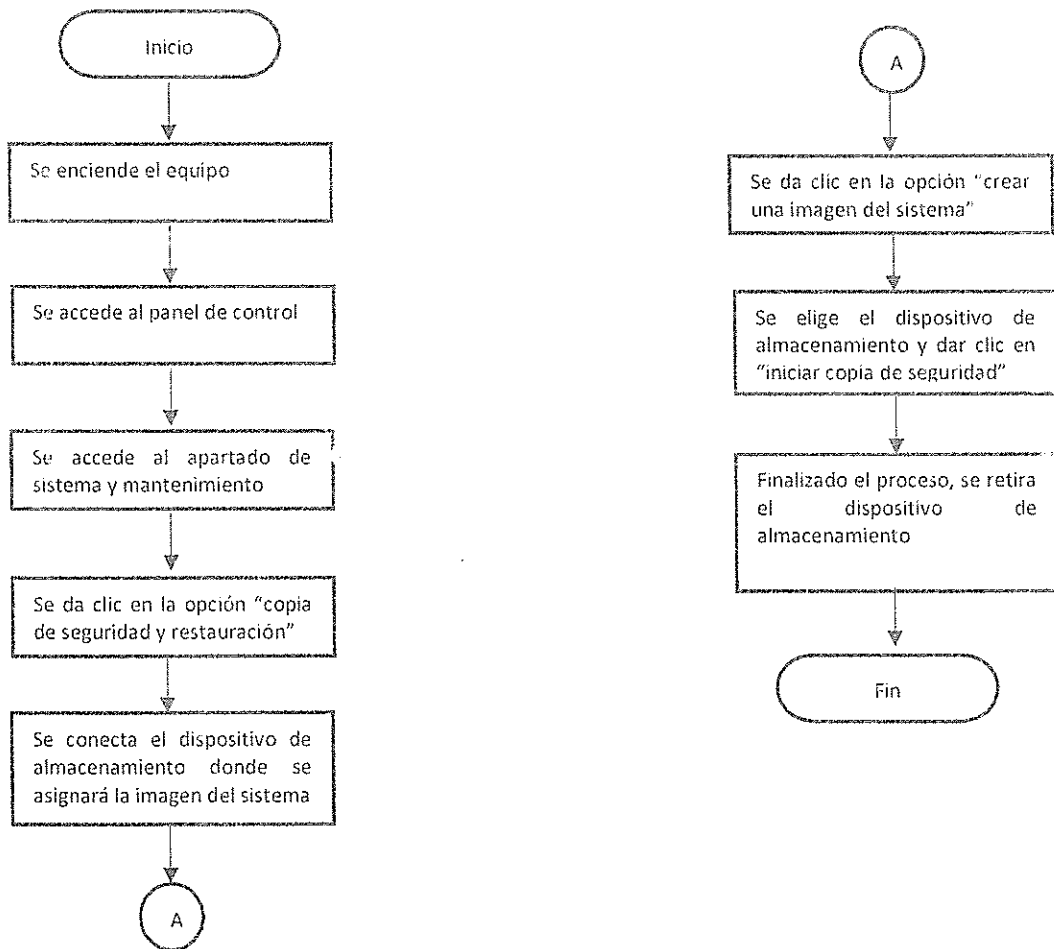 Inicio
Se enciende el equipo
Se accede al panel de control
Se accede al apartado de
sistema y mantenimiento
Se da clic en la opción “copia
de seguridad y restauración”
Se conecta el dispositivo de
almacenamiento donde se
asignará la imagen del sistema
A
A
Se da clic en la opción “crear
una imagen del sistema”
Se elige el dispositivo de
almacenamiento y dar clic en
“iniciar copia de seguridad”
Finalizado el proceso, se retira
el dispositivo de
almacenamiento
Fin